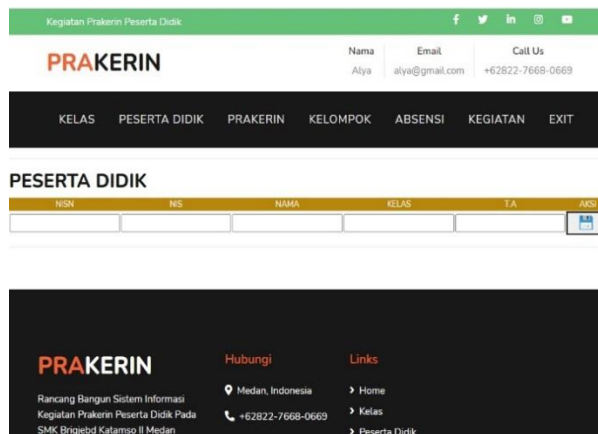 Kegiatan Prakerin Peserta Didik
PRAKERIN
Nama Email Call Us
Alya alya@gmail.com +62822-7668-0669
KELAS PESERTA DIDIK PRAKERIN KELOMPOK ABSENSI KEGIATAN EXIT
PESERTA DIDIK
NISN NIS NAMA KELAS T.A AKSI
PRAKERIN
Rancang Bangun Sistem Informasi
Kegiatan Prakerin Peserta Didik Pada
SMK Brigjebd Katamso II Medan
Hubungi
Medan, Indonesia
+62822-7668-0669
Links
Home
Kelas
Peserta Didik